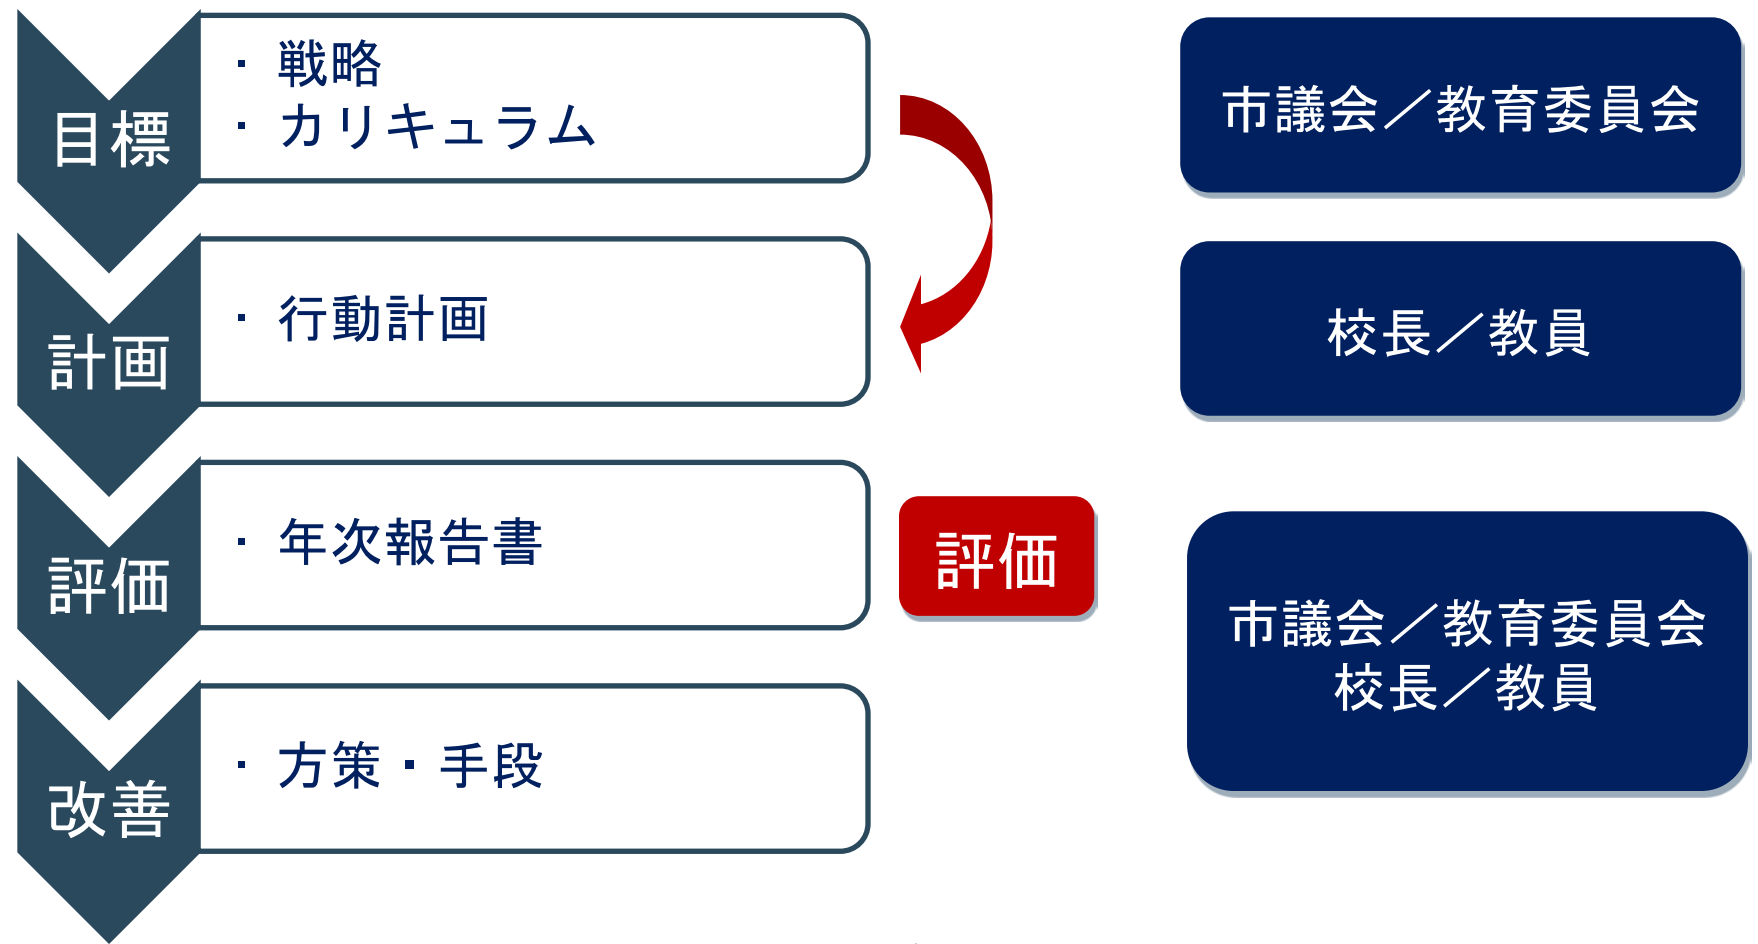 目標
・ 戦略
・ カリキュラム
市議会／教育委員会
計画
・ 行動計画
校長／教員
評価
・ 年次報告書
評価
市議会／教育委員会
校長／教員
改善
・ 方策・手段